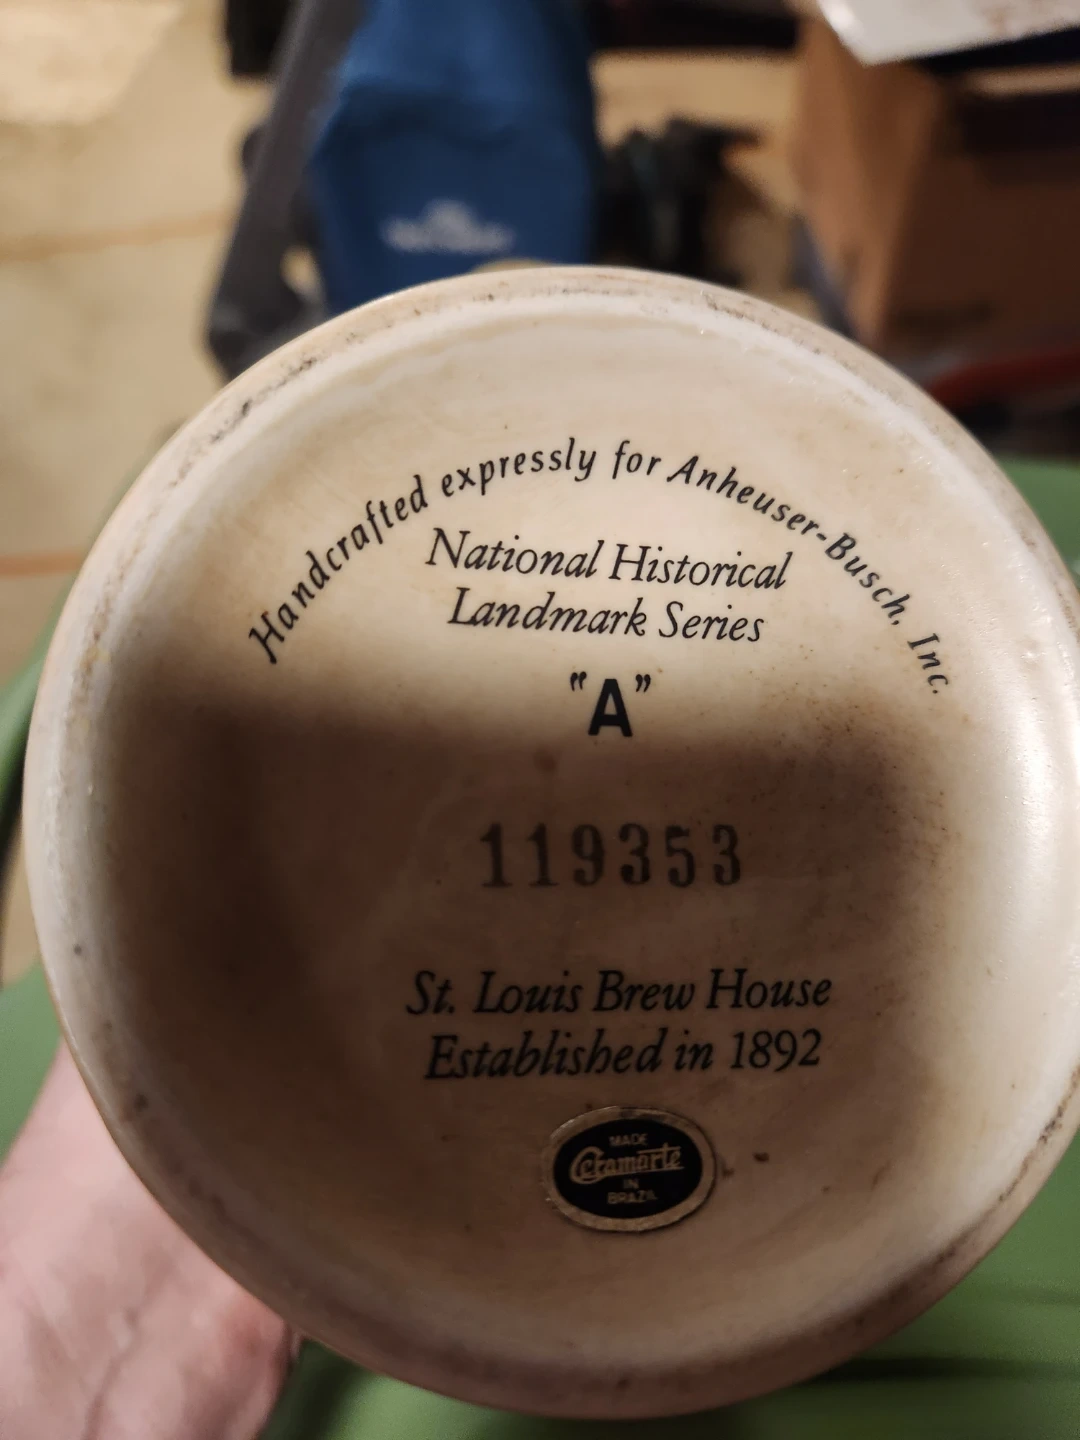 Handcrafted expressly for Anheuser-Busch, Inc.
National Historical
Landmark Series
"A"
119353
St. Louis Brew House
Established in 1892
MADE
Ceramarte
IN
BRAZIL